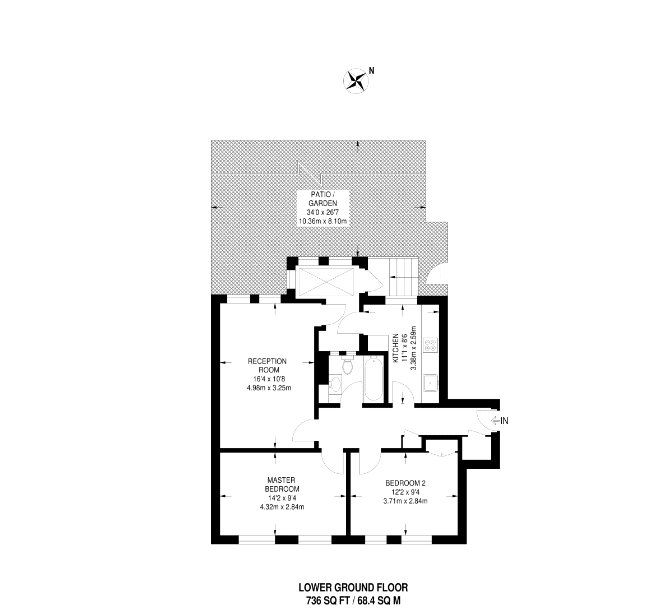 N
PATIO /
GARDEN
34'0 x 26'7
10.36m x 8.10m
KITCHEN
11'1 x 8'6
3.38m x 2.59m
RECEPTION
ROOM
16'4 x 10'8
4.98m x 3.25m
IN
MASTER
BEDROOM
14'2 x 9'4
4.32m x 2.84m
BEDROOM 2
12'2 x 9'4
3.71m x 2.84m
LOWER GROUND FLOOR
736 SQ FT / 68.4 SQ M